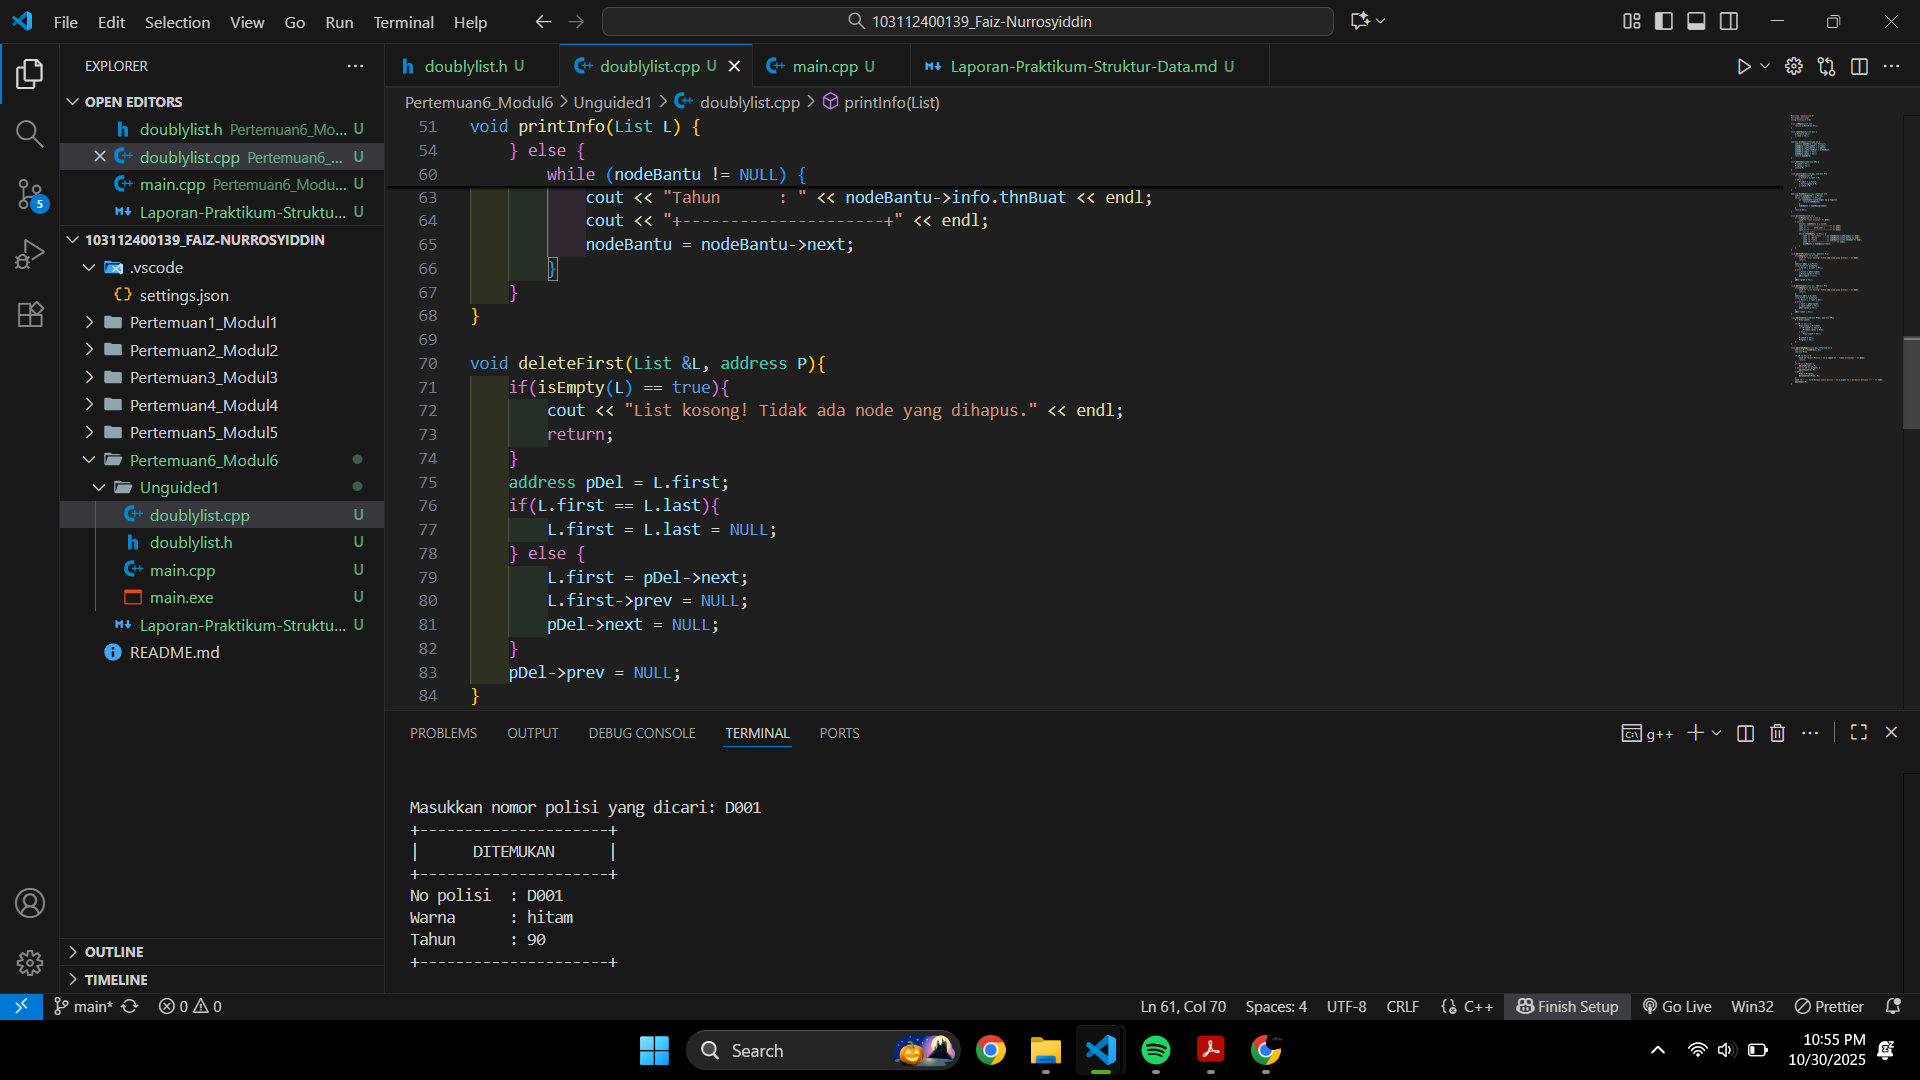 File Edit Selection View Go Run Terminal Help
103112400139_Faiz-Nurrosyiddin
EXPLORER
OPEN EDITORS
doublylist.h Pertemuan6_Mo... U
doublylist.cpp Pertemuan6_... U
main.cpp Pertemuan6_Modu... U
Laporan-Praktikum-Struktu... U
5
103112400139_FAIZ-NURROSYIDDIN
.vscode
settings.json
Pertemuan1_Modul1
Pertemuan2_Modul2
Pertemuan3_Modul3
Pertemuan4_Modul4
Pertemuan5_Modul5
Pertemuan6_Modul6
Unguided1
doublylist.cpp U
doublylist.h U
main.cpp U
main.exe U
Laporan-Praktikum-Struktu... U
README.md
OUTLINE
TIMELINE
doublylist.h U doublylist.cpp U main.cpp U Laporan-Praktikum-Struktur-Data.md U
Pertemuan6_Modul6 > Unguided1 > doublylist.cpp > printInfo(List)
51 void printInfo(List L) {
54 } else {
60 while (nodeBantu != NULL) {
63 cout << "Tahun      : " << nodeBantu->info.thnBuat << endl;
64 cout << "+---------------------+" << endl;
65 nodeBantu = nodeBantu->next;
66 }
67 }
68 }
69
70 void deleteFirst(List &L, address P){
71 if(isEmpty(L) == true){
72 cout << "List kosong! Tidak ada node yang dihapus." << endl;
73 return;
74 }
75 address pDel = L.first;
76 if(L.first == L.last){
77 L.first = L.last = NULL;
78 } else {
79 L.first = pDel->next;
80 L.first->prev = NULL;
81 pDel->next = NULL;
82 }
83 pDel->prev = NULL;
84 }
PROBLEMS OUTPUT DEBUG CONSOLE TERMINAL PORTS
g++
Masukkan nomor polisi yang dicari: D001
+---------------------+
|      DITEMUKAN      |
+---------------------+
No polisi  : D001
Warna      : hitam
Tahun      : 90
+---------------------+
main* 0 0
Ln 61, Col 70 Spaces: 4 UTF-8 CRLF {} C++ Finish Setup Go Live Win32 Prettier
Search
10:55 PM
10/30/2025